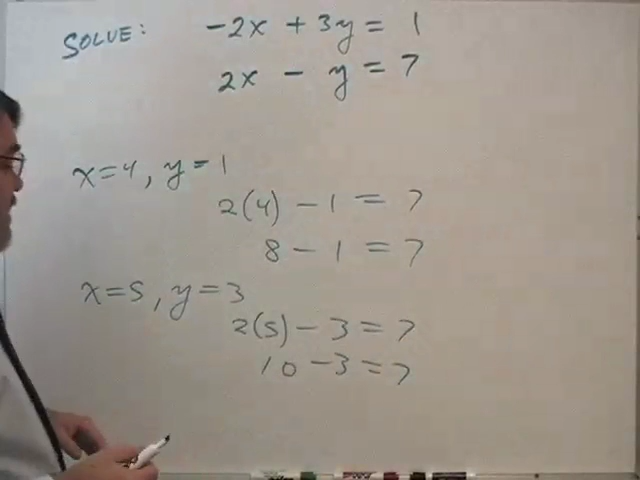 SOLVE: -2x + 3y = 1
2x - y = 7
x=4, y=1
2(4) - 1 = 7
8 - 1 = 7
x=5, y=3
2(5) - 3 = 7
10 - 3 = 7